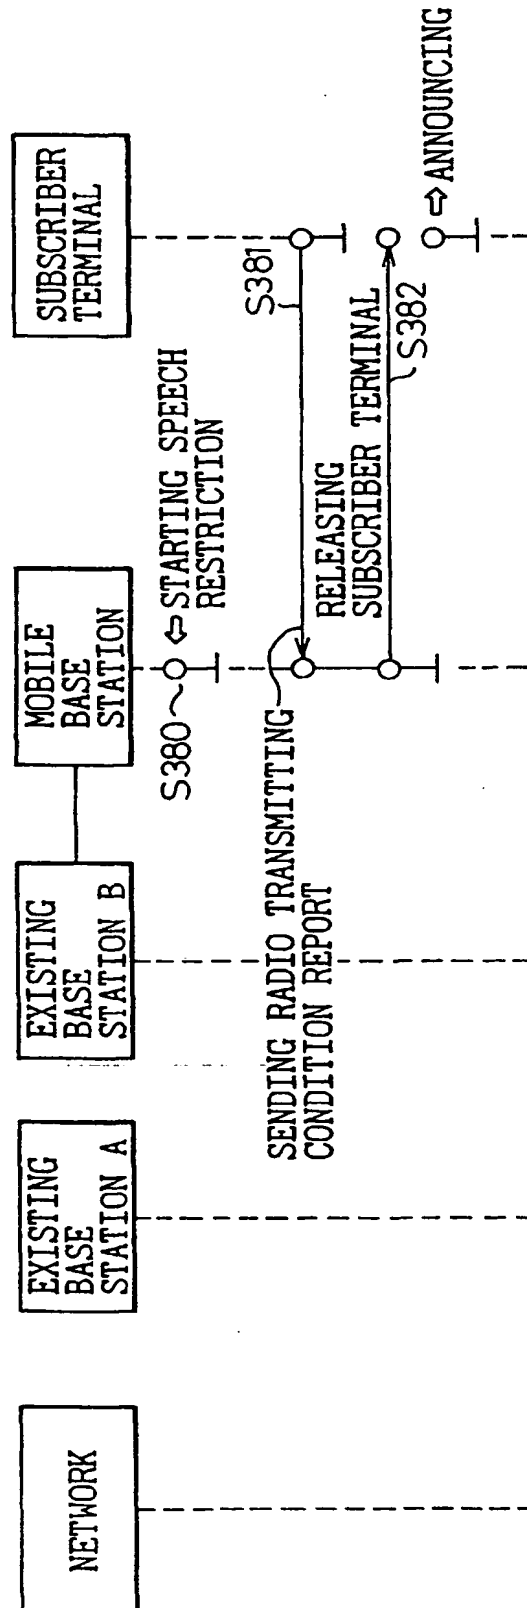 NETWORK
EXISTING
BASE
STATION A
EXISTING
BASE
STATION B
MOBILE
BASE
STATION
SUBSCRIBER
TERMINAL
S380
STARTING SPEECH
RESTRICTION
SENDING RADIO TRANSMITTING
CONDITION REPORT
S381
RELEASING
SUBSCRIBER TERMINAL
S382
ANNOUNCING